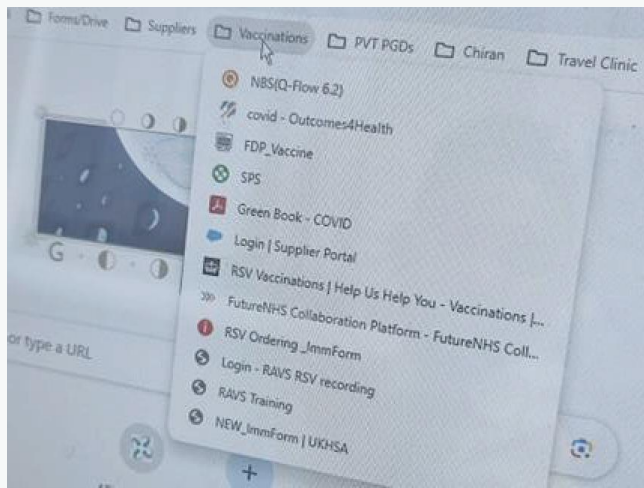 Forms/Drive Suppliers Vaccinations PVT PGDs Chiran Travel Clinic
NBS(Q-Flow 6.2)
covid - Outcomes4Health
FDP_Vaccine
SPS
Green Book - COVID
Login | Supplier Portal
RSV Vaccinations | Help Us Help You - Vaccinations |...
FutureNHS Collaboration Platform - FutureNHS Coll...
RSV Ordering _ImmForm
Login - RAVS RSV recording
RAVS Training
NEW_ImmForm | UKHSA
G
or type a URL